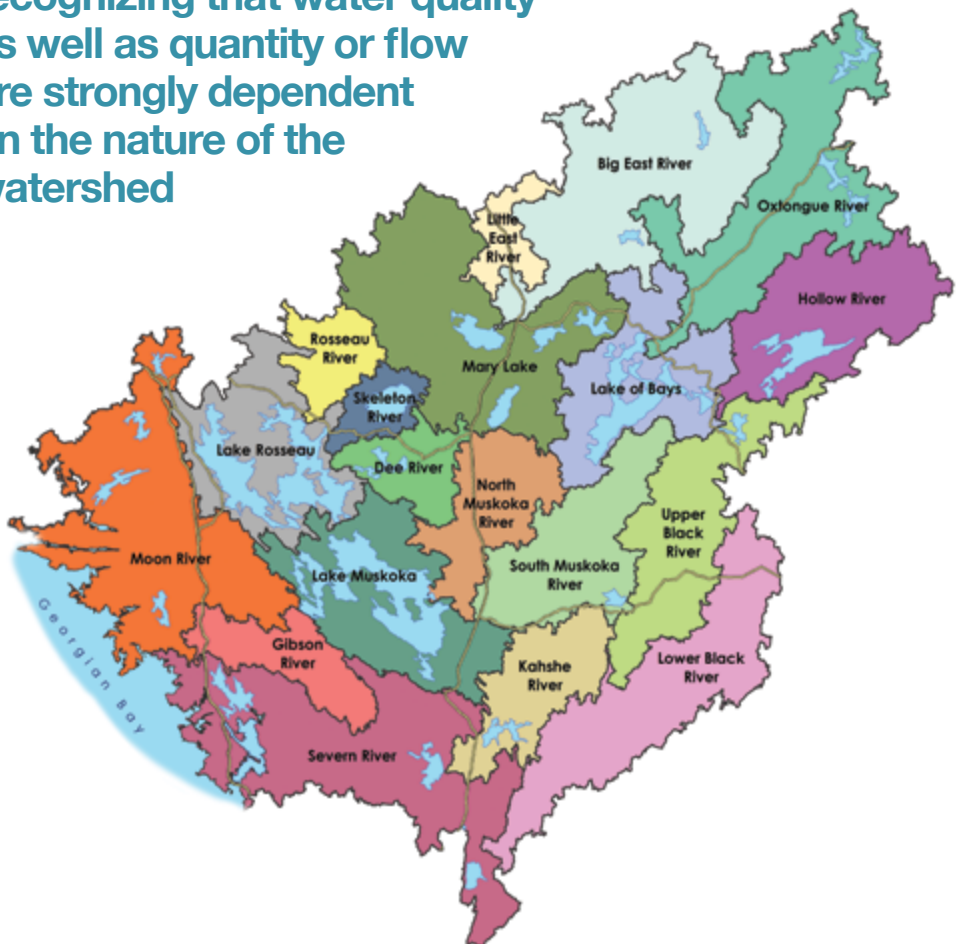 ecognizing that water quality
s well as quantity or flow
re strongly dependent
n the nature of the
watershed
Big East River
Oxtongue River
Little
East
River
Hollow River
Rosseau
River
Mary Lake
Lake of Bays
Skeleton
River
Lake Rosseau
Dee River
North
Muskoka
River
Upper
Black
River
Moon River
South Muskoka
River
Lake Muskoka
Georgian Bay
Gibson
River
Kahshe
River
Lower Black
River
Severn River